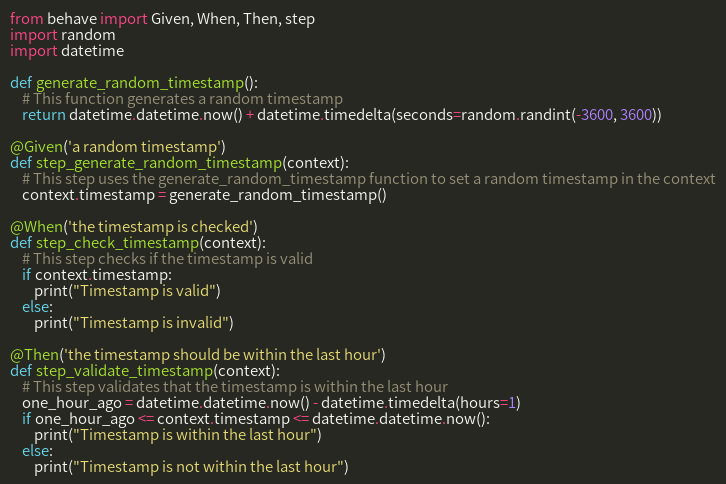 from behave import Given, When, Then, step
import random
import datetime

def generate_random_timestamp():
    # This function generates a random timestamp
    return datetime.datetime.now() + datetime.timedelta(seconds=random.randint(-3600, 3600))

@Given('a random timestamp')
def step_generate_random_timestamp(context):
    # This step uses the generate_random_timestamp function to set a random timestamp in the context
    context.timestamp = generate_random_timestamp()

@When('the timestamp is checked')
def step_check_timestamp(context):
    # This step checks if the timestamp is valid
    if context.timestamp:
        print("Timestamp is valid")
    else:
        print("Timestamp is invalid")

@Then('the timestamp should be within the last hour')
def step_validate_timestamp(context):
    # This step validates that the timestamp is within the last hour
    one_hour_ago = datetime.datetime.now() - datetime.timedelta(hours=1)
    if one_hour_ago <= context.timestamp <= datetime.datetime.now():
        print("Timestamp is within the last hour")
    else:
        print("Timestamp is not within the last hour")